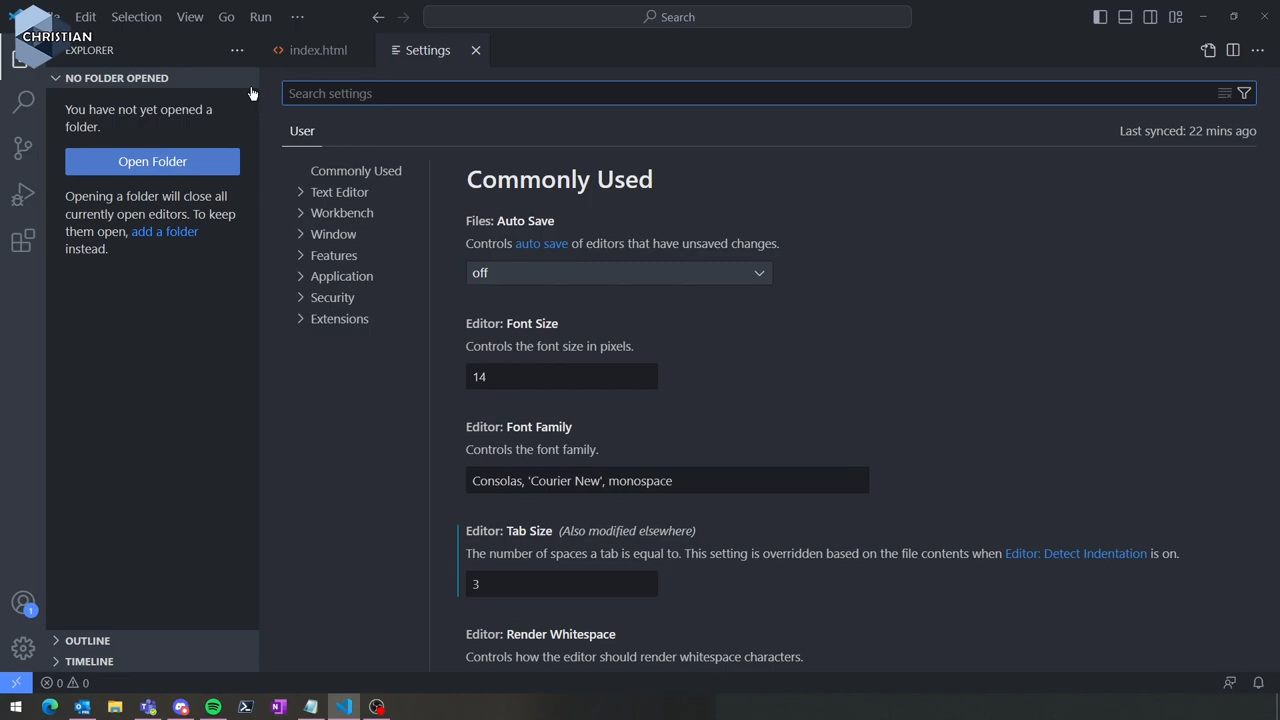 Edit Selection View Go Run ··· Search
CHRISTIAN
EXPLORER ··· index.html Settings
NO FOLDER OPENED
You have not yet opened a
folder.
Open Folder
Opening a folder will close all
currently open editors. To keep
them open, add a folder
instead.
OUTLINE
TIMELINE
Search settings
User
Last synced: 22 mins ago
Commonly Used
Text Editor
Workbench
Window
Features
Application
Security
Extensions
Commonly Used
Files: Auto Save
Controls auto save of editors that have unsaved changes.
off
Editor: Font Size
Controls the font size in pixels.
14
Editor: Font Family
Controls the font family.
Consolas, 'Courier New', monospace
Editor: Tab Size (Also modified elsewhere)
The number of spaces a tab is equal to. This setting is overridden based on the file contents when Editor: Detect Indentation is on.
3
Editor: Render Whitespace
Controls how the editor should render whitespace characters.
1
0 0